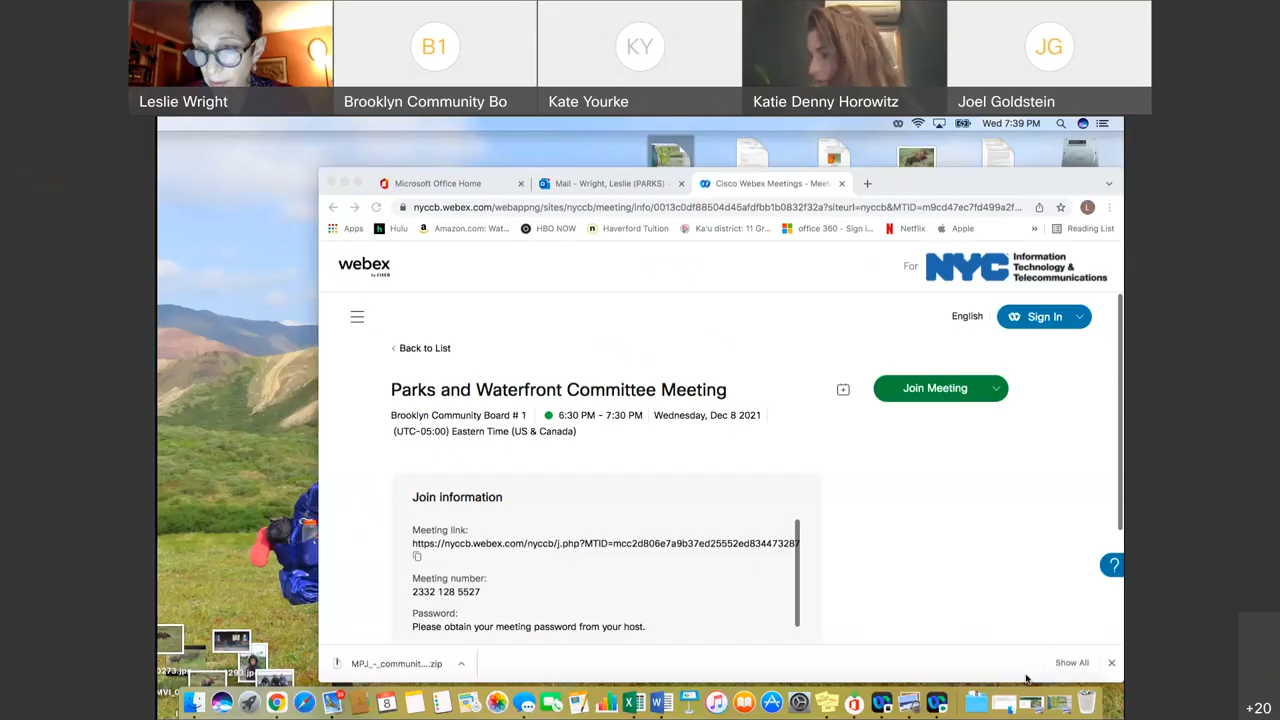 B1
KY
JG
Leslie Wright
Brooklyn Community Bo
Kate Yourke
Katie Denny Horowitz
Joel Goldstein
Wed 7:39 PM
Microsoft Office Home
Mail - Wright, Leslie (PARKS)
Cisco Webex Meetings - Meet
nyccb.webex.com/webappng/sites/nyccb/meeting/info/0013c0df88504d45afdfbb1b0832f32a?siteurl=nyccb&MTID=m9cd47ec7fd499a2f...
Apps
Hulu
Amazon.com: Wat...
HBO NOW
Haverford Tuition
Ka'u district: 11 Gr...
office 360 - Sign i...
Netflix
Apple
»
Reading List
webex
by CISCO
For
NYC
Information
Technology &
Telecommunications
English
Sign In
Back to List
Parks and Waterfront Committee Meeting
Join Meeting
Brooklyn Community Board # 1
6:30 PM - 7:30 PM
Wednesday, Dec 8 2021
(UTC-05:00) Eastern Time (US & Canada)
Join information
Meeting link:
https://nyccb.webex.com/nyccb/j.php?MTID=mcc2d806e7a9b37ed25552ed834473287
?
Meeting number:
2332 128 5527
Password:
Please obtain your meeting password from your host.
MPJ_-_communit....zip
Show All
8
+20